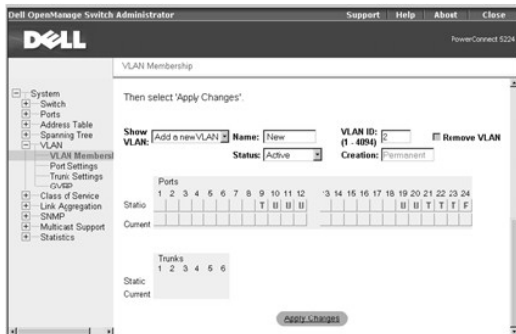 Dell OpenManage Switch Administrator Support Help About Close
DELL
PowerConnect 5224
VLAN Membership
System
Switch
Ports
Address Table
Spanning Tree
VLAN
VLAN Membersl
Port Settings
Trunk Settings
GVRP
Class of Service
Link Aggregation
SNMP
Multicast Support
Statistics
Then select 'Apply Changes'.
Show VLAN: Add a new VLAN Name: New VLAN ID: (1 - 4094) 2 Remove VLAN
Status: Active Creation: Permanent
Ports
1 2 3 4 5 6 7 8 9 10 11 12 13 14 15 16 17 18 19 20 21 22 23 24
Static T U U U U U T T T F
Current
Trunks
1 2 3 4 5 6
Static
Current
Apply Changes